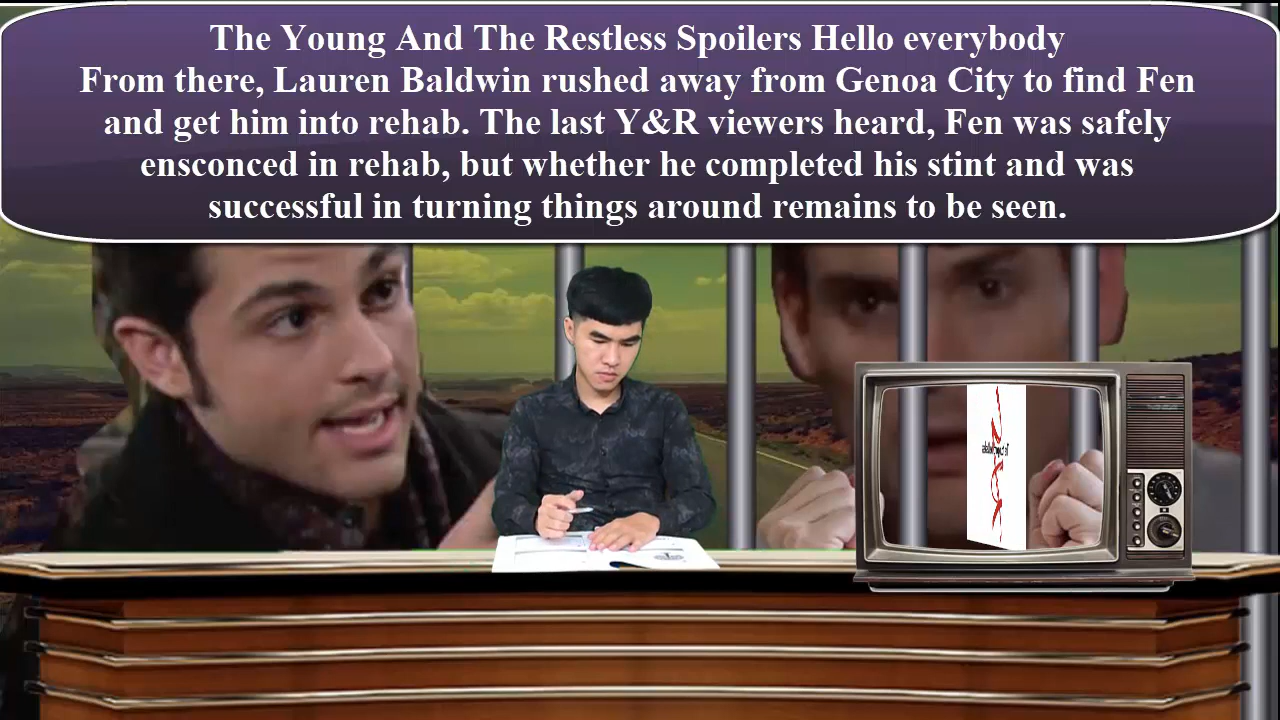 The Young And The Restless Spoilers Hello everybody
From there, Lauren Baldwin rushed away from Genoa City to find Fen
and get him into rehab. The last Y&R viewers heard, Fen was safely
ensconced in rehab, but whether he completed his stint and was
successful in turning things around remains to be seen.